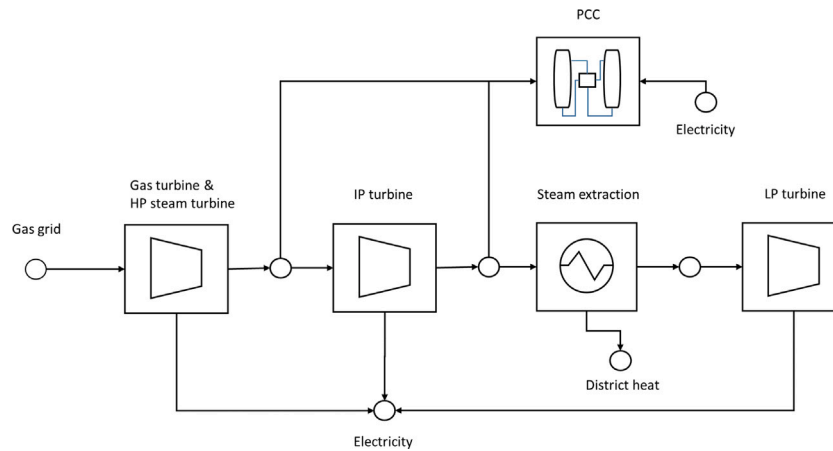 PCC
Electricity
Gas turbine &
HP steam turbine
IP turbine
Steam extraction
LP turbine
Gas grid
District heat
Electricity